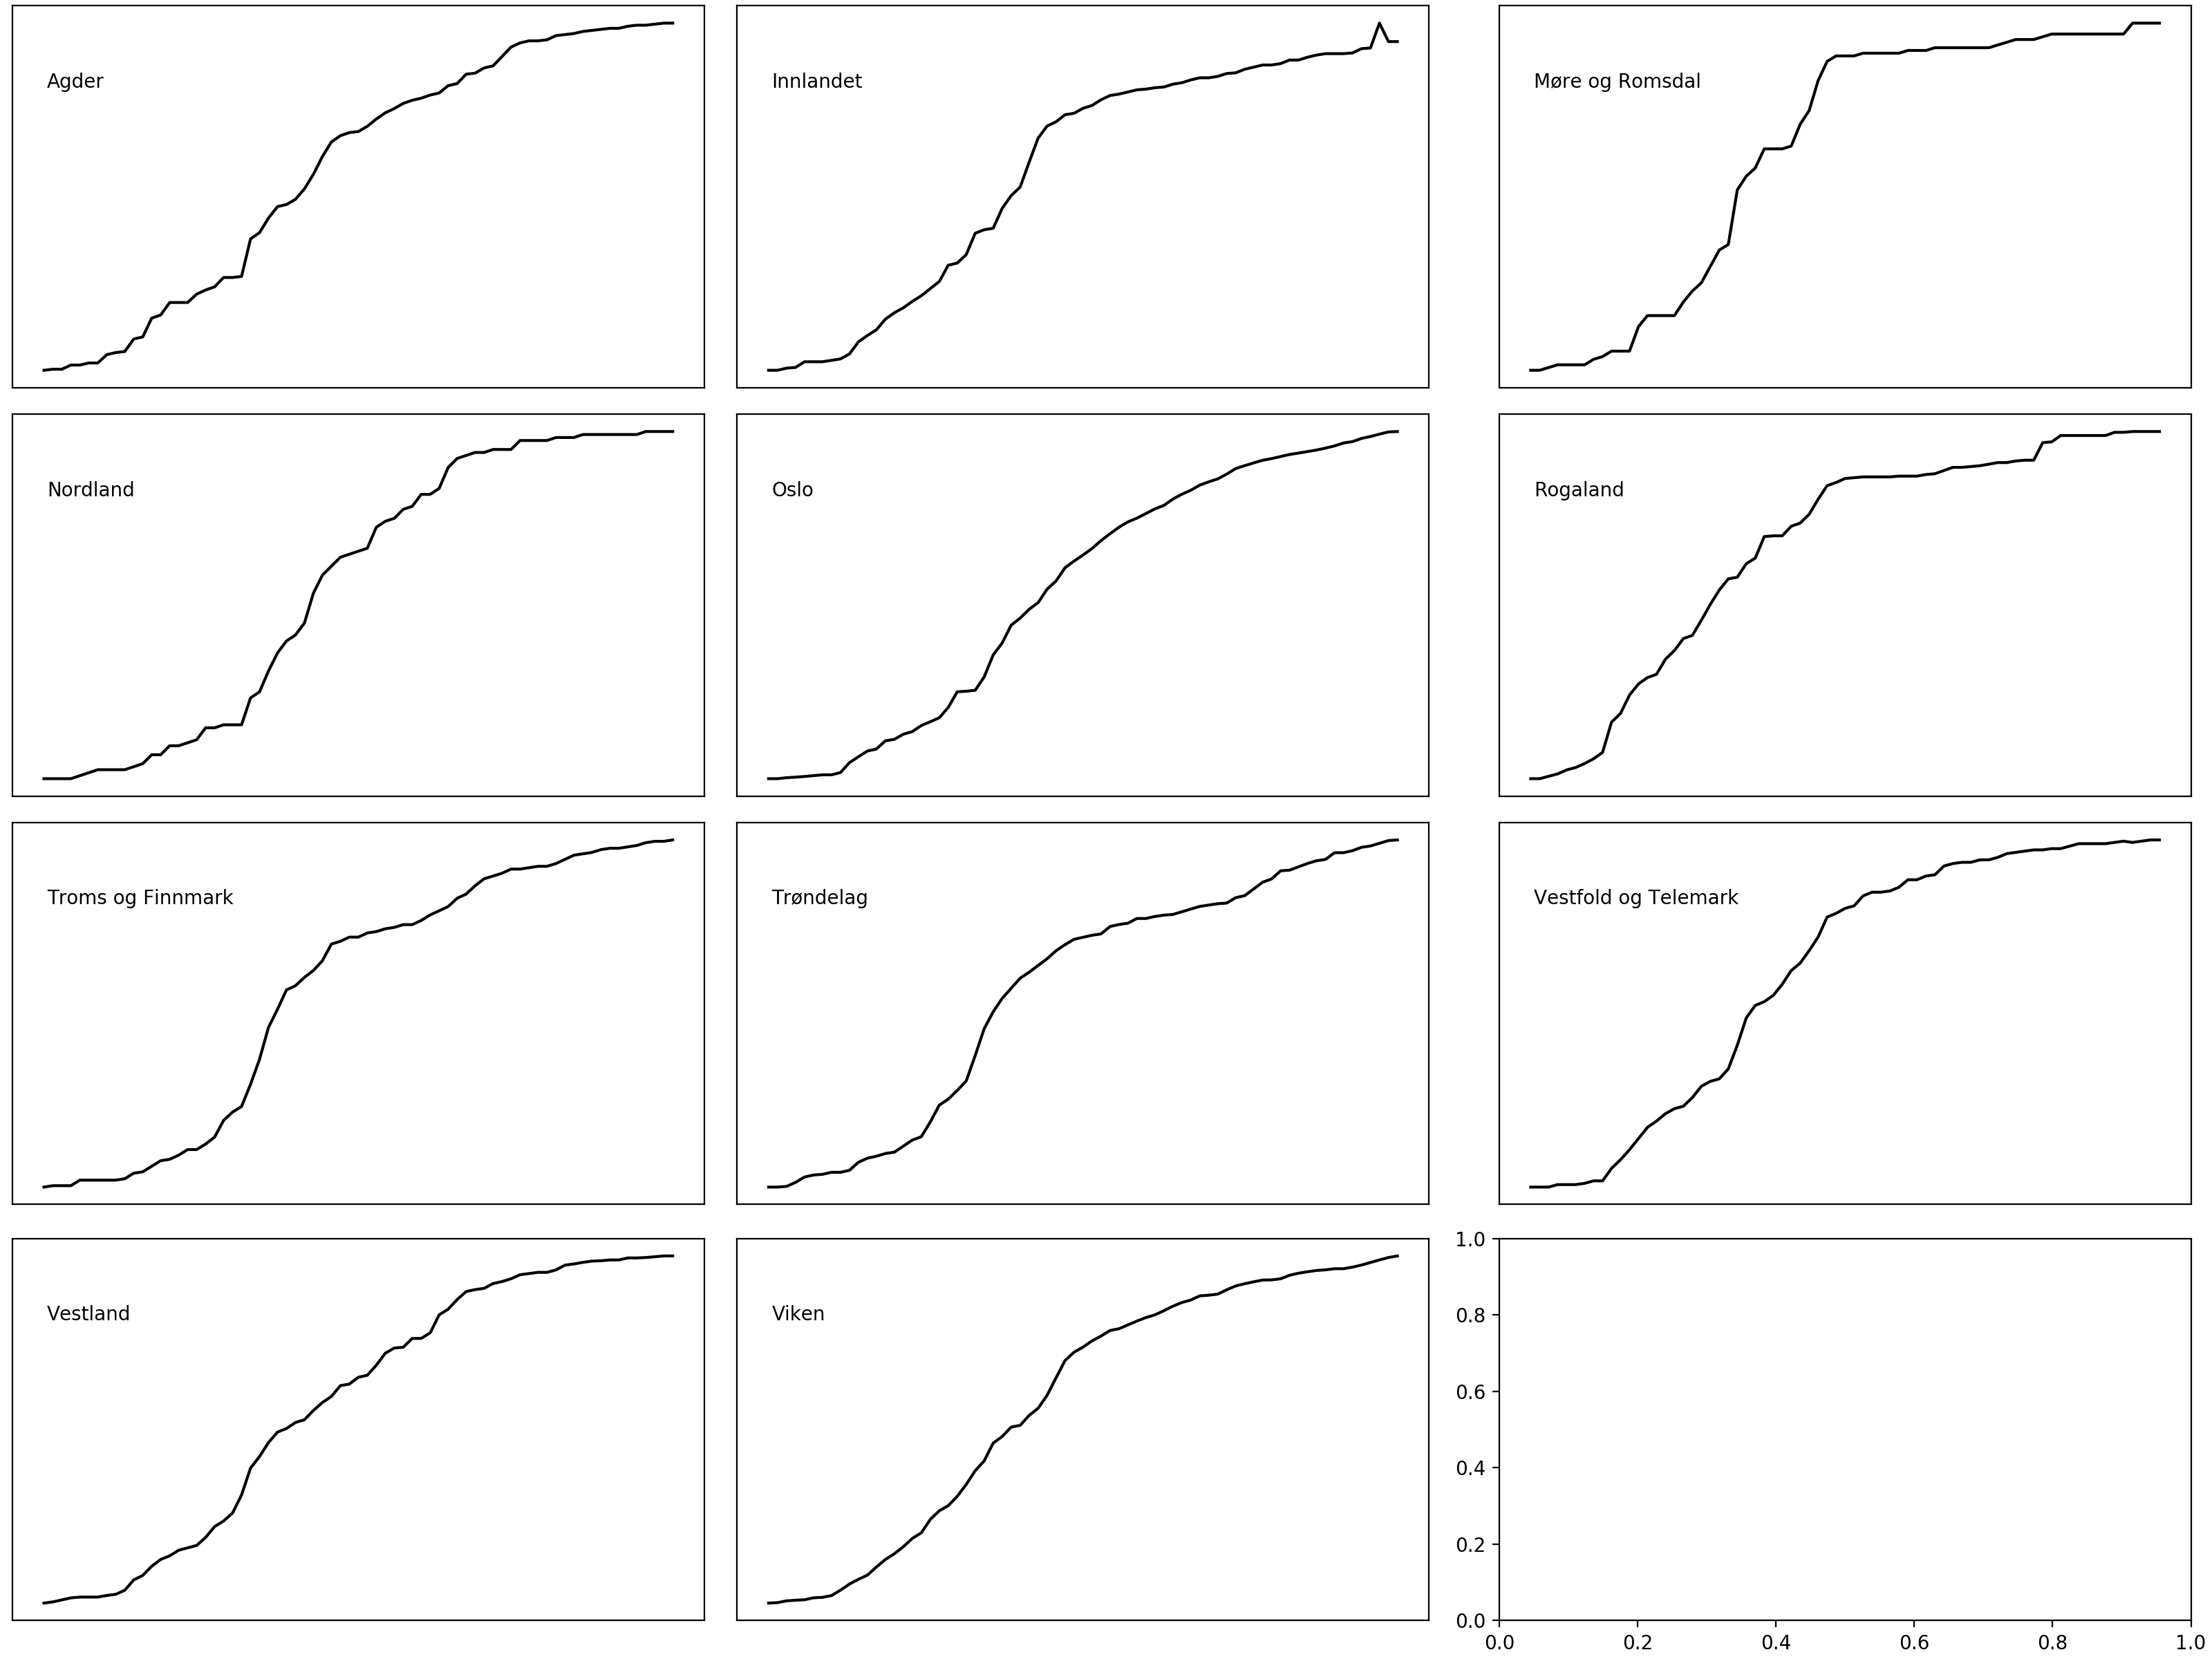 Agder
Innlandet
Møre og Romsdal
Nordland
Oslo
Rogaland
Troms og Finnmark
Trøndelag
Vestfold og Telemark
Vestland
Viken
1.0
0.8
0.6
0.4
0.2
0.0
0.0 0.2 0.4 0.6 0.8 1.0